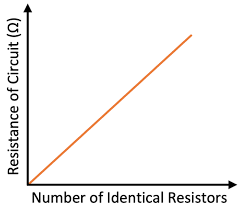 Resistance of Circuit (Ω)
Number of Identical Resistors